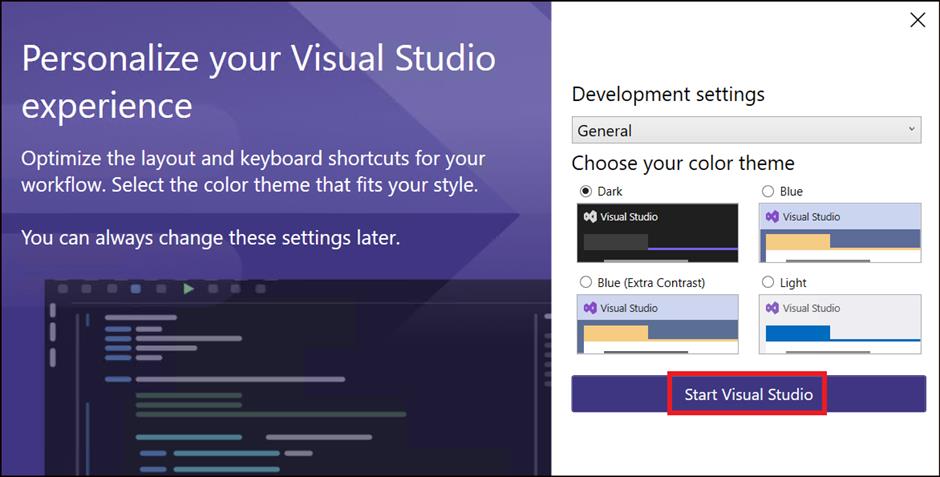 Personalize your Visual Studio
experience
Optimize the layout and keyboard shortcuts for your
workflow. Select the color theme that fits your style.
You can always change these settings later.
Development settings
General
Choose your color theme
Dark
Blue
Visual Studio
Visual Studio
Blue (Extra Contrast)
Light
Visual Studio
Visual Studio
Start Visual Studio